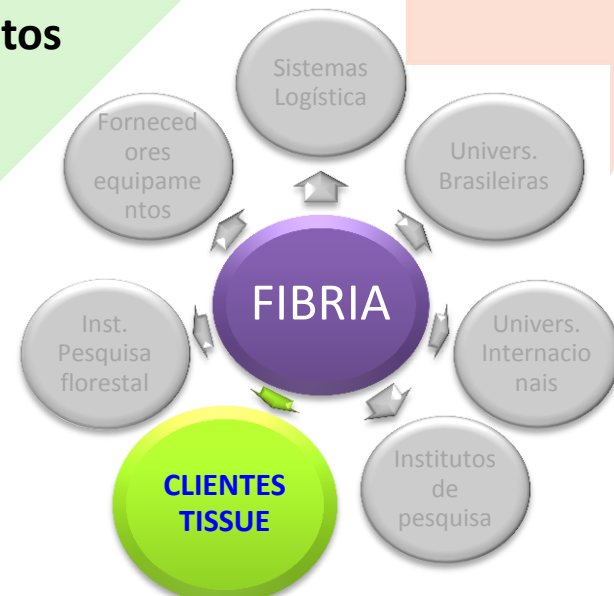 tos
Sistemas
Logística
Forneced
ores
equipame
ntos
Univers.
Brasileiras
FIBRIA
Inst.
Pesquisa
florestal
Univers.
Internacio
nais
CLIENTES
TISSUE
Institutos
de
pesquisa